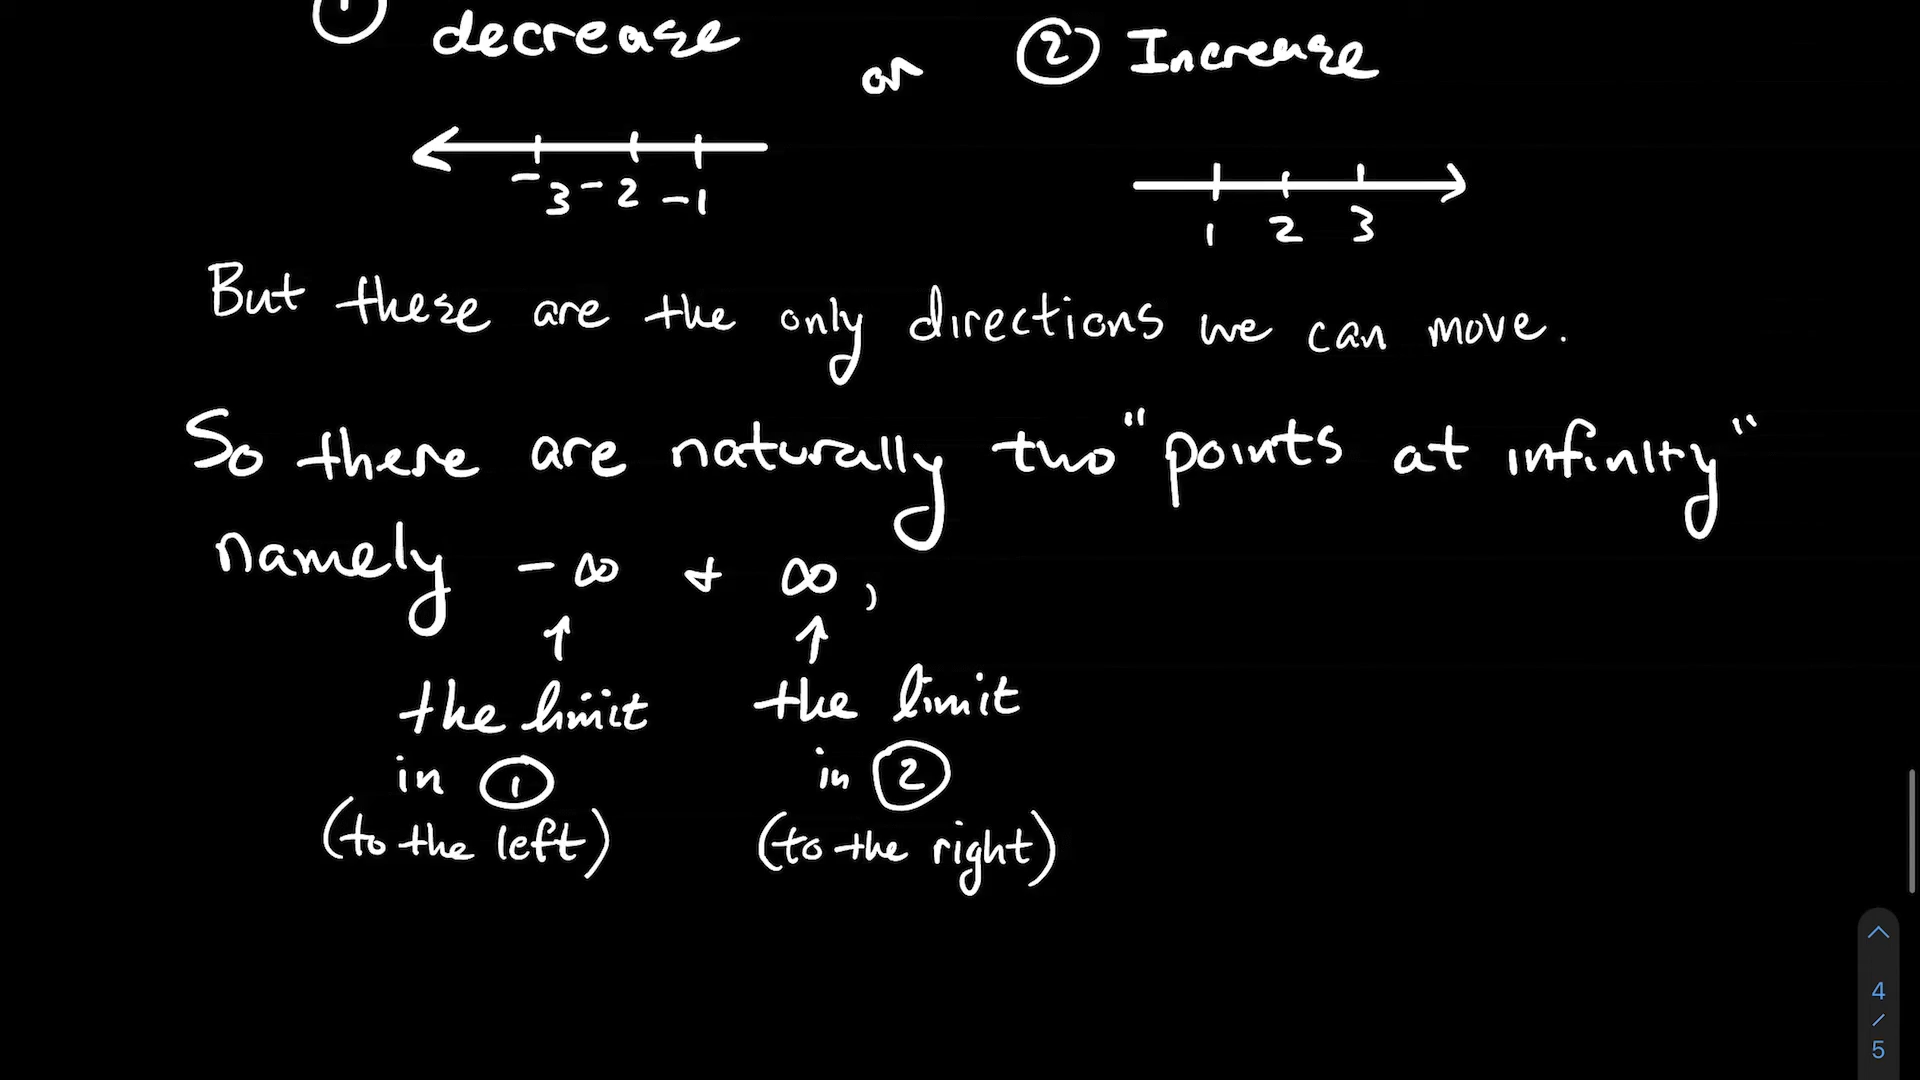 ① decrease or ② Increase
-3 -2 -1
1 2 3
But these are the only directions we can move.
So there are naturally two "points at infinity"
namely -∞ + ∞,
↑ ↑
the limit the limit
in ① in ②
(to the left) (to the right)
4
/
5